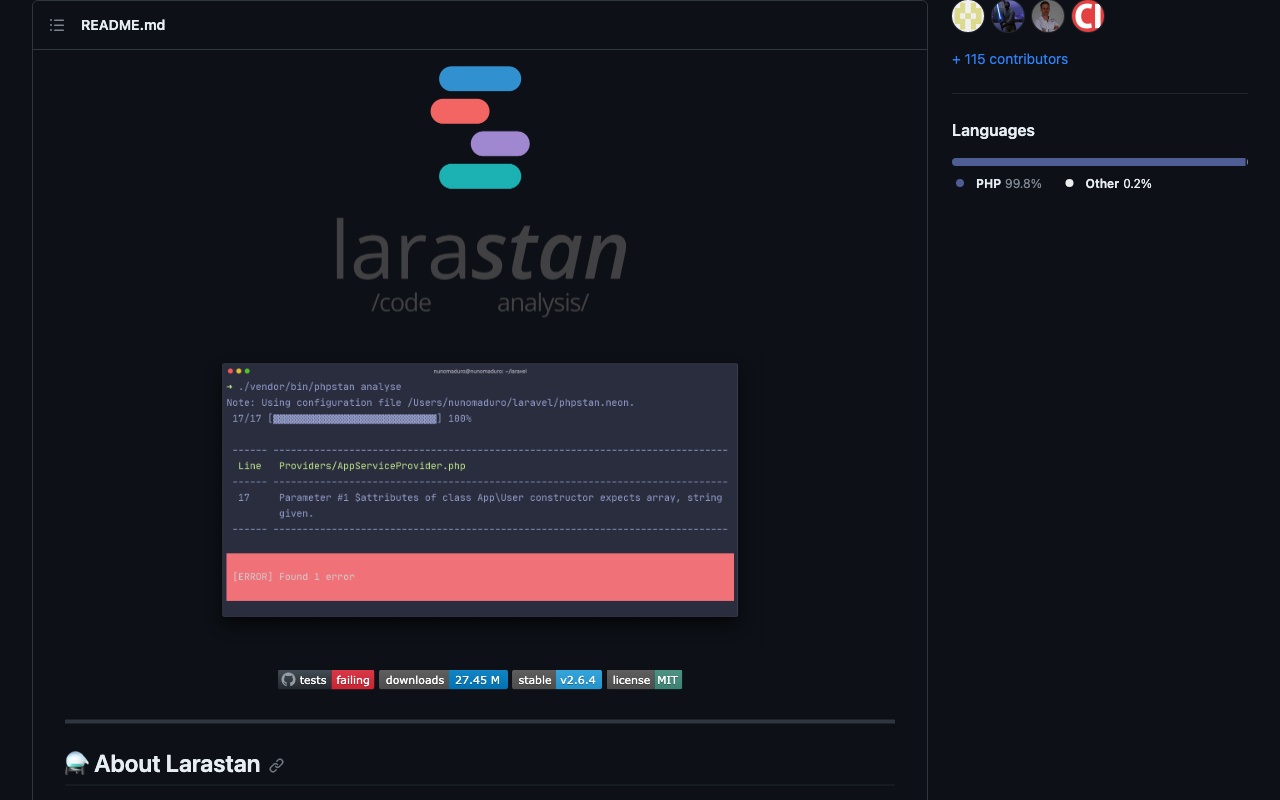 README.md
larastan
/code analysis/
nunomaduro@nunomaduro: ~/laravel
➜ ./vendor/bin/phpstan analyse
Note: Using configuration file /Users/nunomaduro/laravel/phpstan.neon.
17/17 [▓▓▓▓▓▓▓▓▓▓▓▓▓▓▓▓▓▓▓▓▓▓▓▓▓▓▓▓] 100%
Line Providers/AppServiceProvider.php
17 Parameter #1 $attributes of class App\User constructor expects array, string
given.
[ERROR] Found 1 error
tests failing downloads 27.45 M stable v2.6.4 license MIT
About Larastan
+ 115 contributors
Languages
PHP 99.8% Other 0.2%